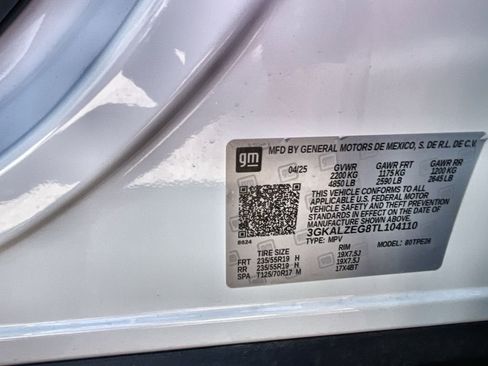 gm
MFD BY GENERAL MOTORS DE MEXICO, S. DE R.L. DE C.V.
04/25 GVWR GAWR FRT GAWR RR
2200 KG 1175 KG 1200 KG
4850 LB 2590 LB 2645 LB
THIS VEHICLE CONFORMS TO ALL
APPLICABLE U.S. FEDERAL MOTOR
VEHICLE SAFETY, BUMPER, AND THEFT
PREVENTION STANDARDS IN EFFECT ON
THE DATE OF MANUFACTURE SHOWN ABOVE.
3GKALZEG8TL104110
8624 TYPE: MPV 80TPE26
TIRE SIZE RIM
FRT 235/55R19 H 19X7.5J
RR 235/55R19 H 19X7.5J
SPA T125/70R17 M 17X4BT